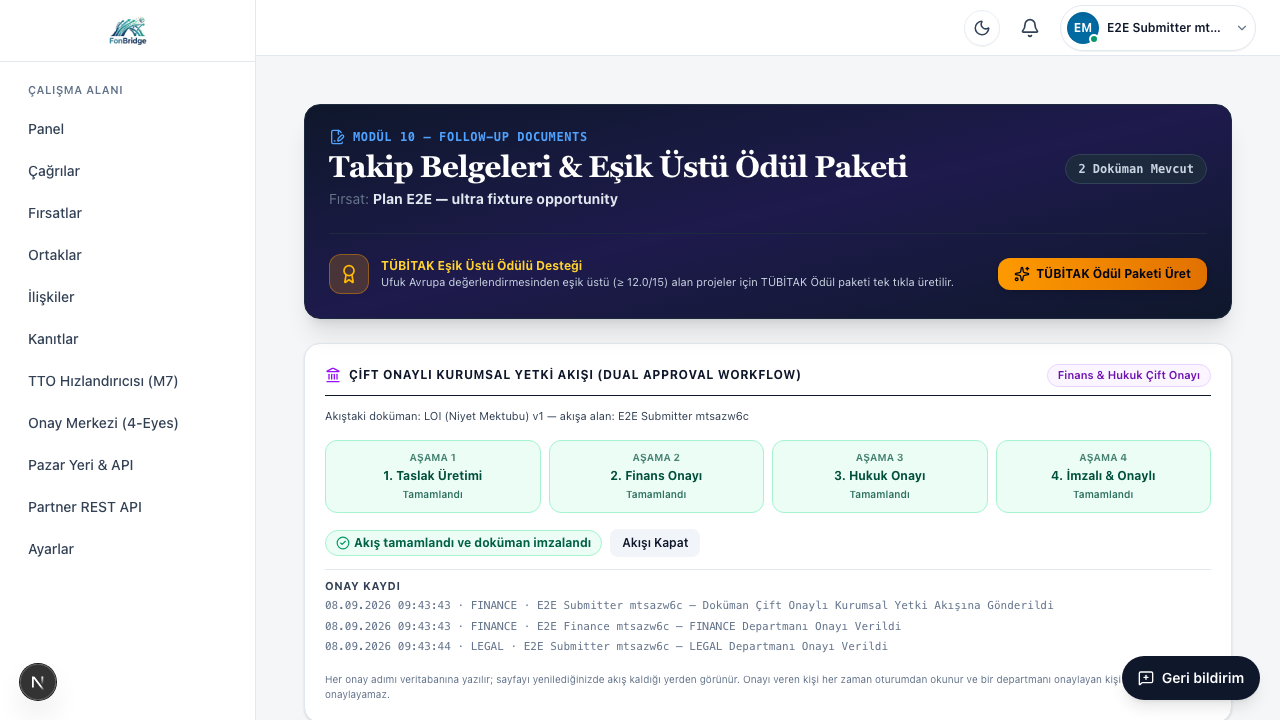 FonBridge
EM
E2E Submitter mt...
ÇALIŞMA ALANI
Panel
Çağrılar
Fırsatlar
Ortaklar
İlişkiler
Kanıtlar
TTO Hızlandırıcısı (M7)
Onay Merkezi (4-Eyes)
Pazar Yeri & API
Partner REST API
Ayarlar
N
MODÜL 10 — FOLLOW-UP DOCUMENTS
Takip Belgeleri & Eşik Üstü Ödül Paketi
Fırsat: Plan E2E — ultra fixture opportunity
2 Doküman Mevcut
TÜBİTAK Eşik Üstü Ödülü Desteği
Ufuk Avrupa değerlendirmesinden eşik üstü (≥ 12.0/15) alan projeler için TÜBİTAK Ödül paketi tek tıkla üretilir.
TÜBİTAK Ödül Paketi Üret
ÇİFT ONAYLI KURUMSAL YETKİ AKIŞI (DUAL APPROVAL WORKFLOW)
Finans & Hukuk Çift Onayı
Akıştaki doküman: LOI (Niyet Mektubu) v1 — akışa alan: E2E Submitter mtsazw6c
AŞAMA 1
1. Taslak Üretimi
Tamamlandı
AŞAMA 2
2. Finans Onayı
Tamamlandı
AŞAMA 3
3. Hukuk Onayı
Tamamlandı
AŞAMA 4
4. İmzalı & Onaylı
Tamamlandı
Akış tamamlandı ve doküman imzalandı
Akışı Kapat
ONAY KAYDI
08.09.2026 09:43:43 · FINANCE · E2E Submitter mtsazw6c — Doküman Çift Onaylı Kurumsal Yetki Akışına Gönderildi
08.09.2026 09:43:43 · FINANCE · E2E Finance mtsazw6c — FINANCE Departmanı Onayı Verildi
08.09.2026 09:43:44 · LEGAL · E2E Submitter mtsazw6c — LEGAL Departmanı Onayı Verildi
Her onay adımı veritabanına yazılır; sayfayı yenilediğinizde akış kaldığı yerden görünür. Onayı veren kişi her zaman oturumdan okunur ve bir departmanı onaylayan kişi
onaylayamaz.
Geri bildirim